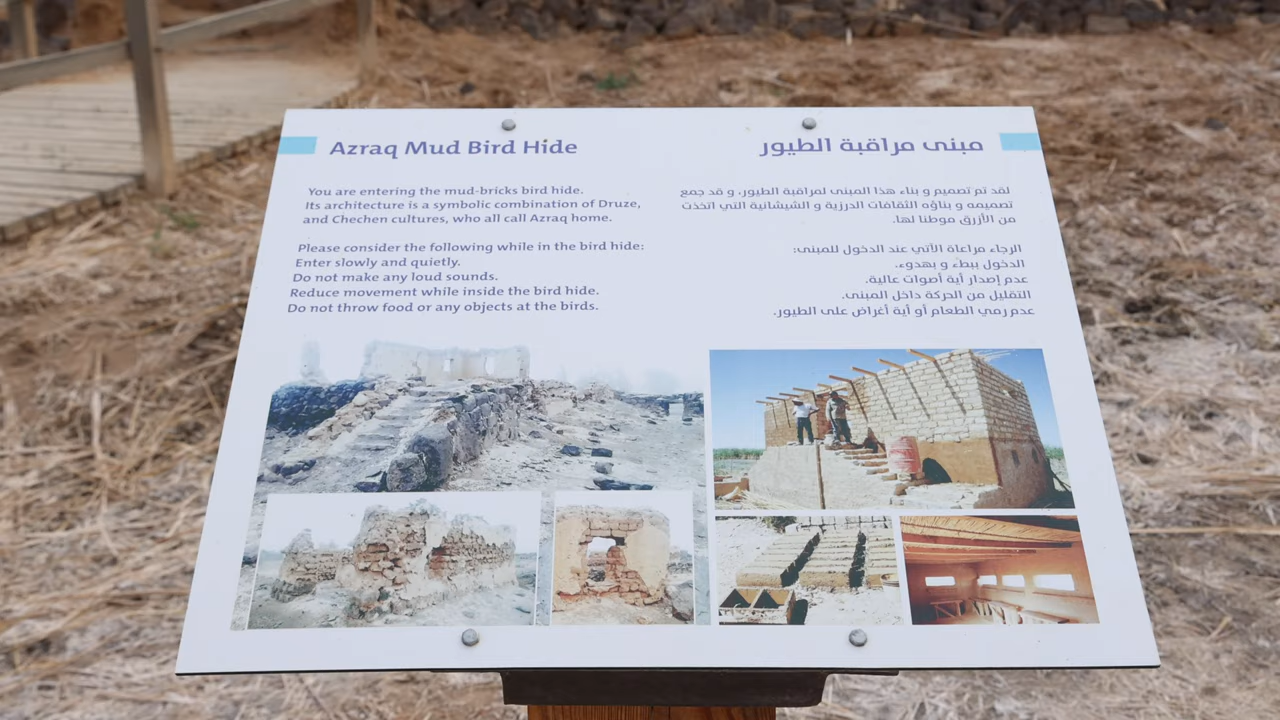 Azraq Mud Bird Hide
You are entering the mud-bricks bird hide.
Its architecture is a symbolic combination of Druze,
and Chechen cultures, who all call Azraq home.
Please consider the following while in the bird hide:
Enter slowly and quietly.
Do not make any loud sounds.
Reduce movement while inside the bird hide.
Do not throw food or any objects at the birds.
مبنى مراقبة الطيور
لقد تم تصميم و بناء هذا المبنى لمراقبة الطيور، و قد جمع
تصميمه و بناؤه الثقافات الدرزية و الشيشانية التي اتخذت
من الأزرق موطنا لها.
الرجاء مراعاة الآتي عند الدخول للمبنى:
الدخول ببطء و بهدوء.
عدم إصدار أية أصوات عالية.
التقليل من الحركة داخل المبنى.
عدم رمي الطعام أو أية أغراض على الطيور.